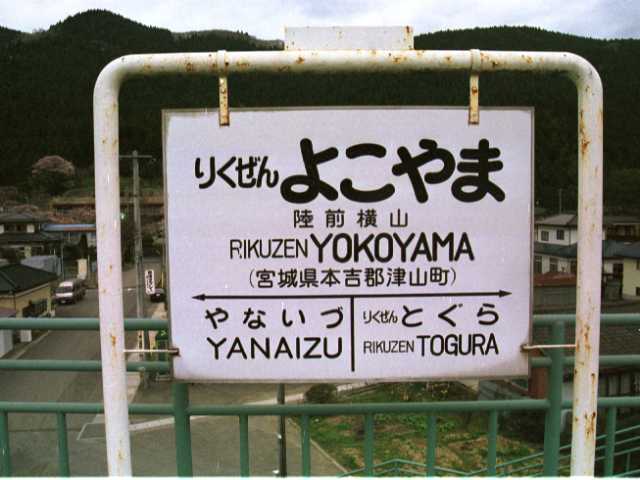 りくぜん よこやま
陸前横山
RIKUZEN YOKOYAMA
(宮城県本吉郡津山町)
やないづ りくぜん とぐら
YANAIZU RIKUZEN TOGURA